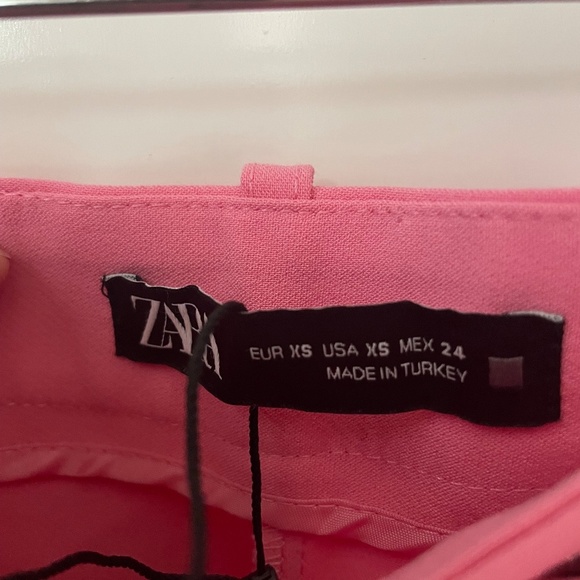 ZARA
EUR XS USA XS MEX 24
MADE IN TURKEY